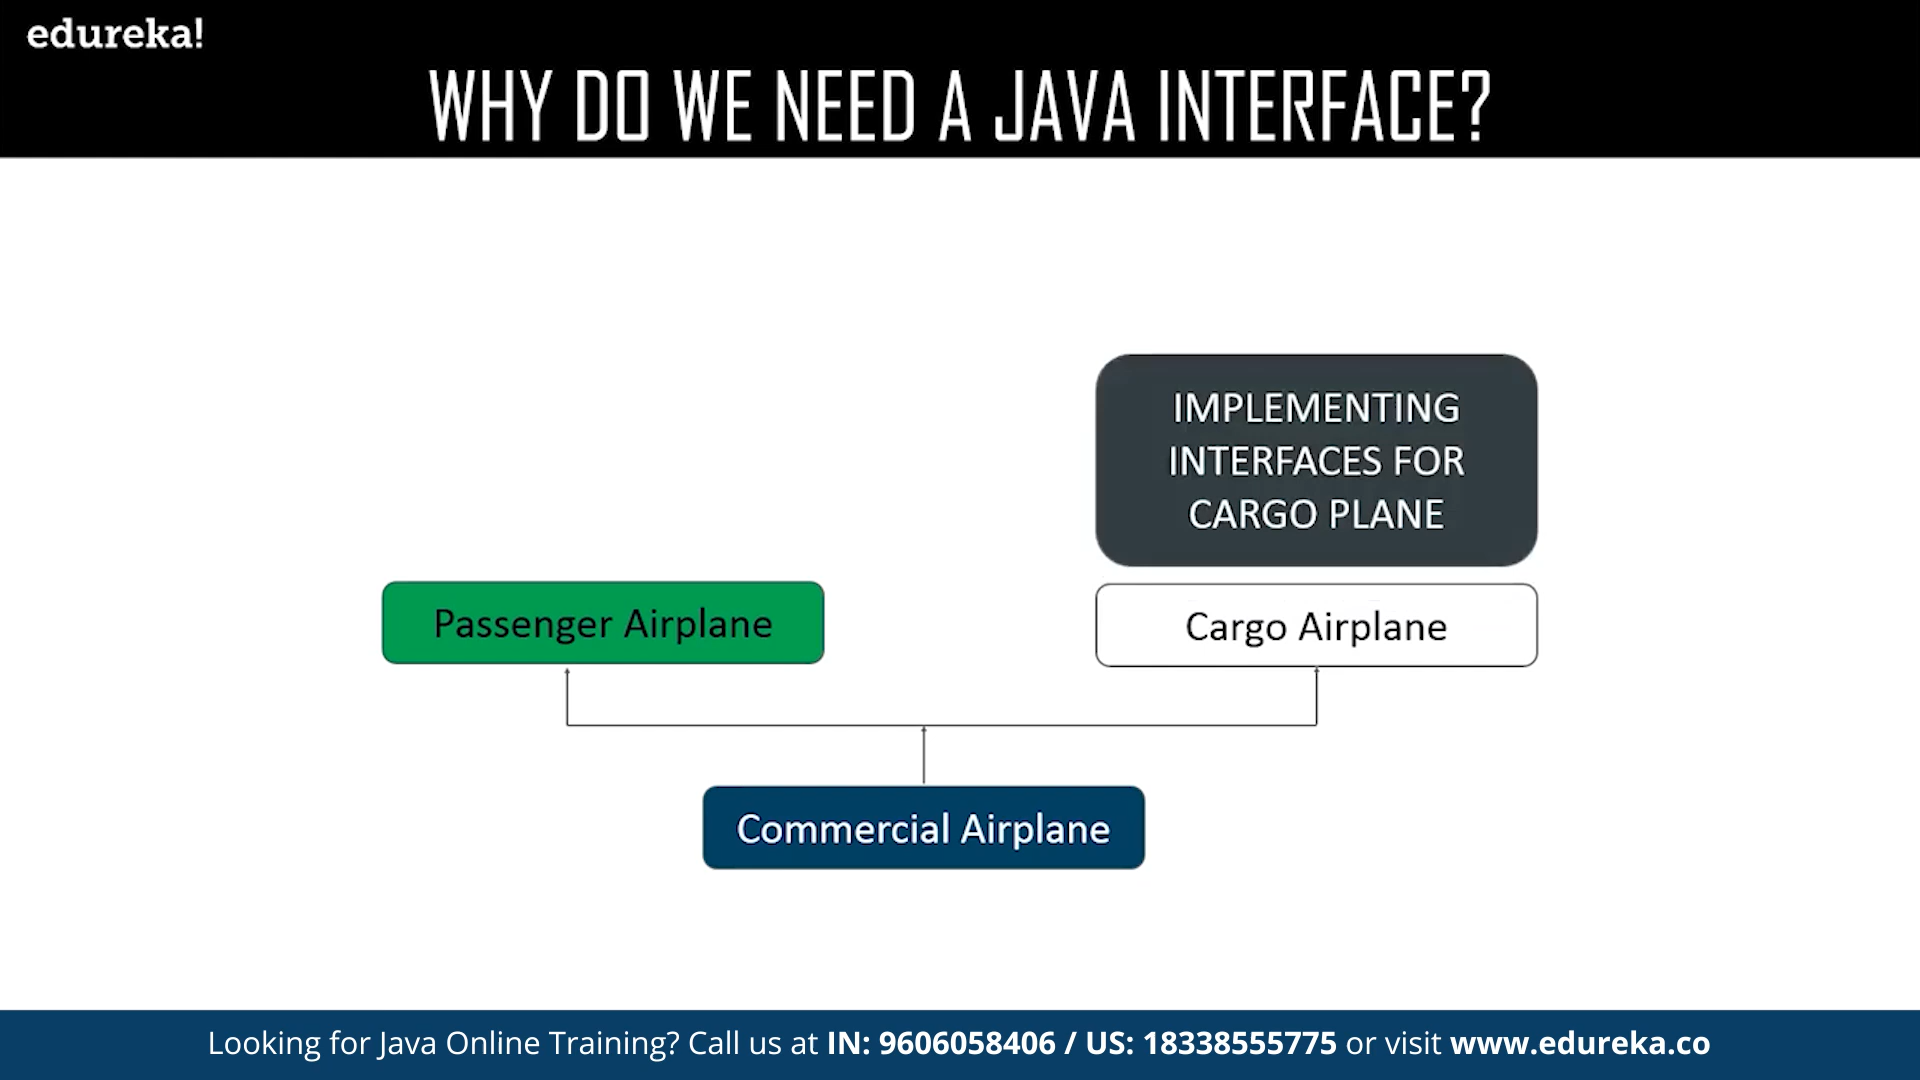 edureka!
WHY DO WE NEED A JAVA INTERFACE?
IMPLEMENTING
INTERFACES FOR
CARGO PLANE
Passenger Airplane
Cargo Airplane
Commercial Airplane
Looking for Java Online Training? Call us at IN: 9606058406 / US: 18338555775 or visit www.edureka.co